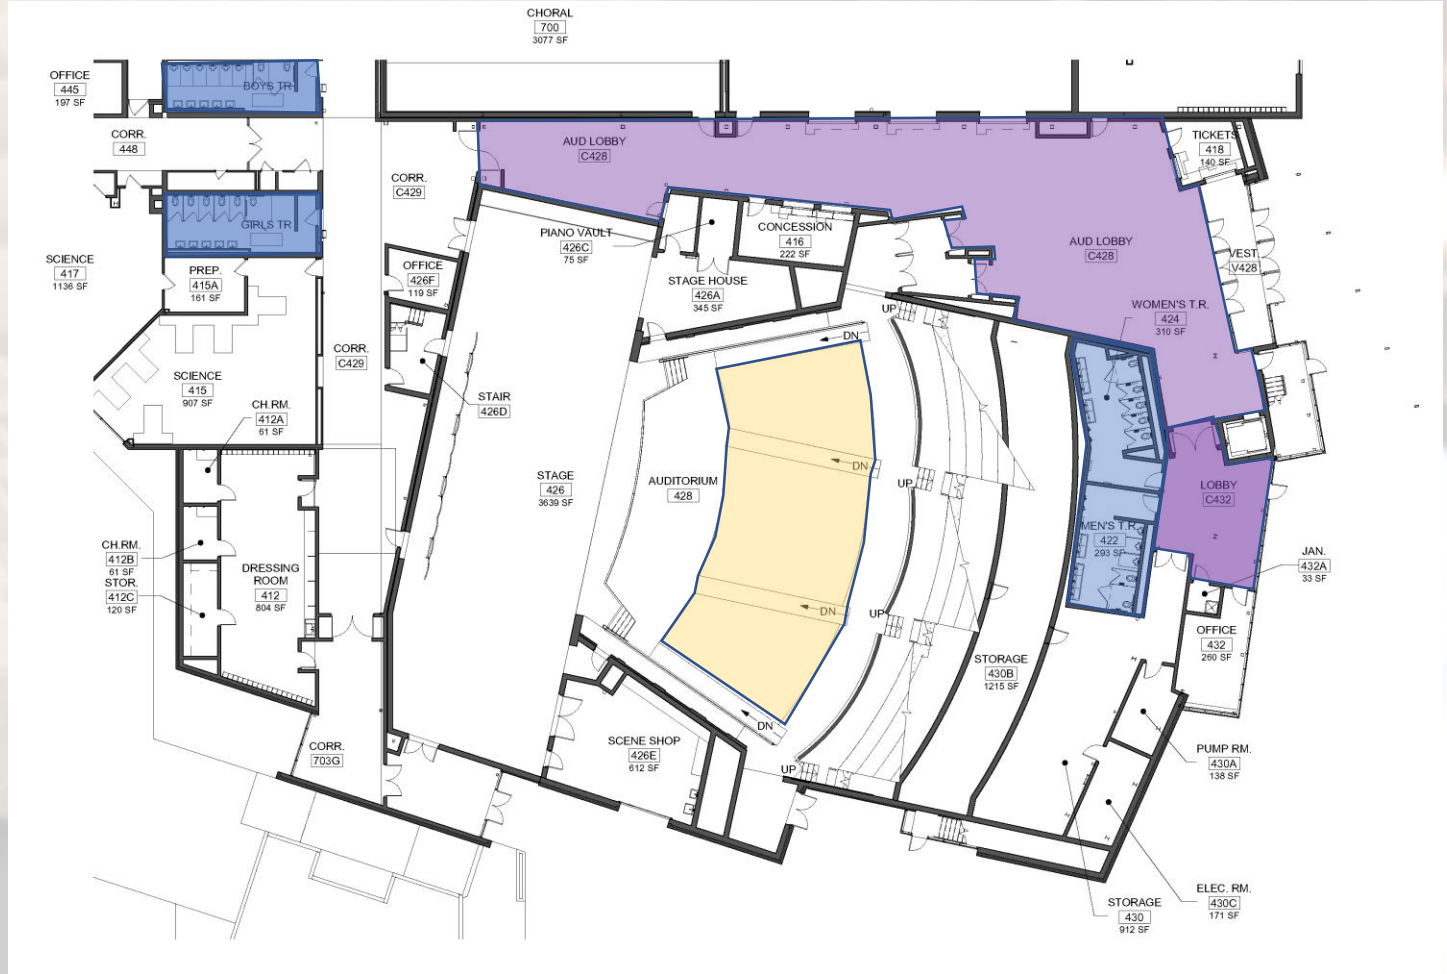 CHORAL
700
3077 SF
OFFICE
445
197 SF
BOYS TR
CORR.
448
AUD LOBBY
C428
TICKETS
418
140 SF
CORR.
C429
GIRLS TR
PIANO VAULT
426C
75 SF
CONCESSION
416
222 SF
AUD LOBBY
C428
VEST.
V428
SCIENCE
417
1136 SF
PREP.
415A
161 SF
OFFICE
426F
119 SF
STAGE HOUSE
426A
345 SF
UP
DN
WOMEN'S T.R.
424
310 SF
CORR.
C429
SCIENCE
415
907 SF
STAIR
426D
CH.RM.
412A
61 SF
STAGE
426
3639 SF
AUDITORIUM
428
DN
UP
LOBBY
C432
MEN'S T.R.
422
293 SF
CH.RM.
412B
61 SF
STOR.
412C
120 SF
DRESSING
ROOM
412
804 SF
JAN.
432A
33 SF
DN
UP
OFFICE
432
260 SF
STORAGE
430B
1215 SF
DN
SCENE SHOP
426E
612 SF
UP
CORR.
703G
PUMP RM.
430A
138 SF
ELEC. RM.
430C
171 SF
STORAGE
430
912 SF